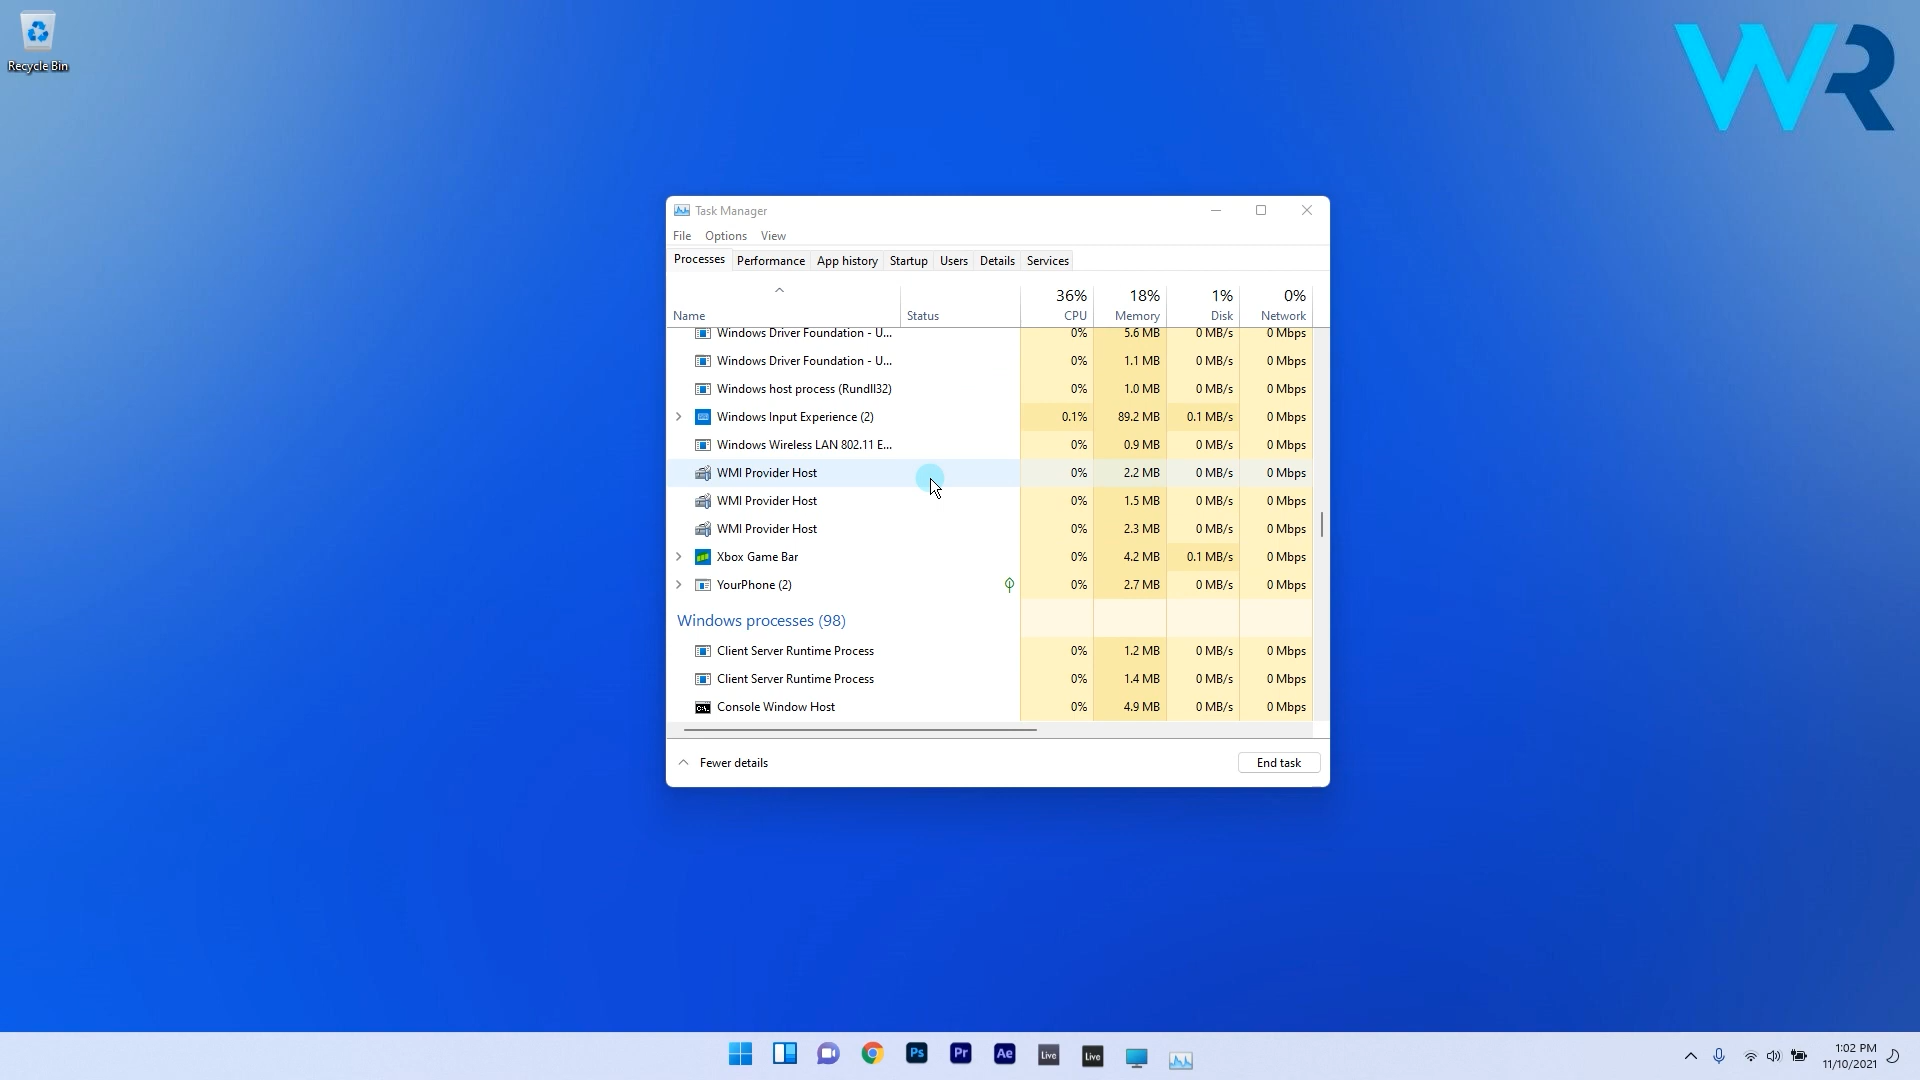 Recycle Bin
WR
Task Manager
File Options View
Processes Performance App history Startup Users Details Services
36% 18% 1% 0%
Name Status CPU Memory Disk Network
Windows Driver Foundation - U... 0% 5.6 MB 0 MB/s 0 Mbps
Windows Driver Foundation - U... 0% 1.1 MB 0 MB/s 0 Mbps
Windows host process (Rundll32) 0% 1.0 MB 0 MB/s 0 Mbps
Windows Input Experience (2) 0.1% 89.2 MB 0.1 MB/s 0 Mbps
Windows Wireless LAN 802.11 E... 0% 0.9 MB 0 MB/s 0 Mbps
WMI Provider Host 0% 2.2 MB 0 MB/s 0 Mbps
WMI Provider Host 0% 1.5 MB 0 MB/s 0 Mbps
WMI Provider Host 0% 2.3 MB 0 MB/s 0 Mbps
Xbox Game Bar 0% 4.2 MB 0.1 MB/s 0 Mbps
YourPhone (2) 0% 2.7 MB 0 MB/s 0 Mbps
Windows processes (98)
Client Server Runtime Process 0% 1.2 MB 0 MB/s 0 Mbps
Client Server Runtime Process 0% 1.4 MB 0 MB/s 0 Mbps
Console Window Host 0% 4.9 MB 0 MB/s 0 Mbps
Fewer details End task
Ps Pr Ae Live Live
1:02 PM
11/10/2021